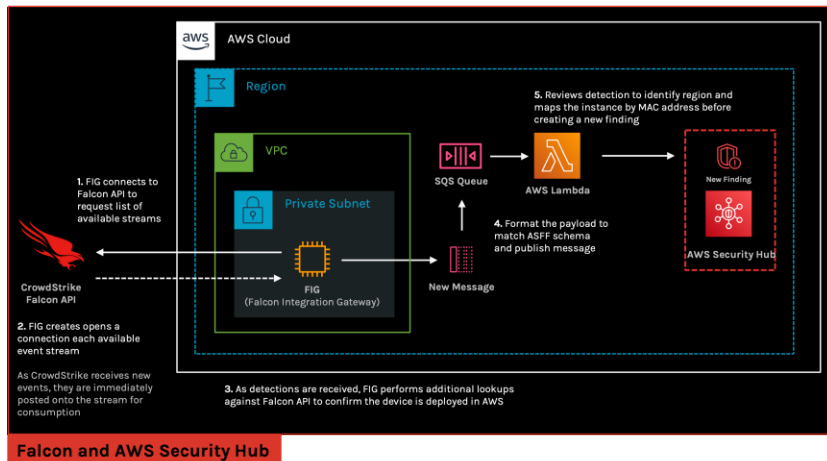 aws
AWS Cloud
Region
VPC
Private Subnet
FIG
(Falcon Integration Gateway)
1. FIG connects to
Falcon API to
request list of
available streams
CrowdStrike
Falcon API
2. FIG creates opens a
connection each available
event stream
As CrowdStrike receives new
events, they are immediately
posted onto the stream for
consumption
3. As detections are received, FIG performs additional lookups
against Falcon API to confirm the device is deployed in AWS
New Message
4. Format the payload to
match ASFF schema
and publish message
SQS Queue
AWS Lambda
5. Reviews detection to identify region and
maps the instance by MAC address before
creating a new finding
New Finding
AWS Security Hub
Falcon and AWS Security Hub